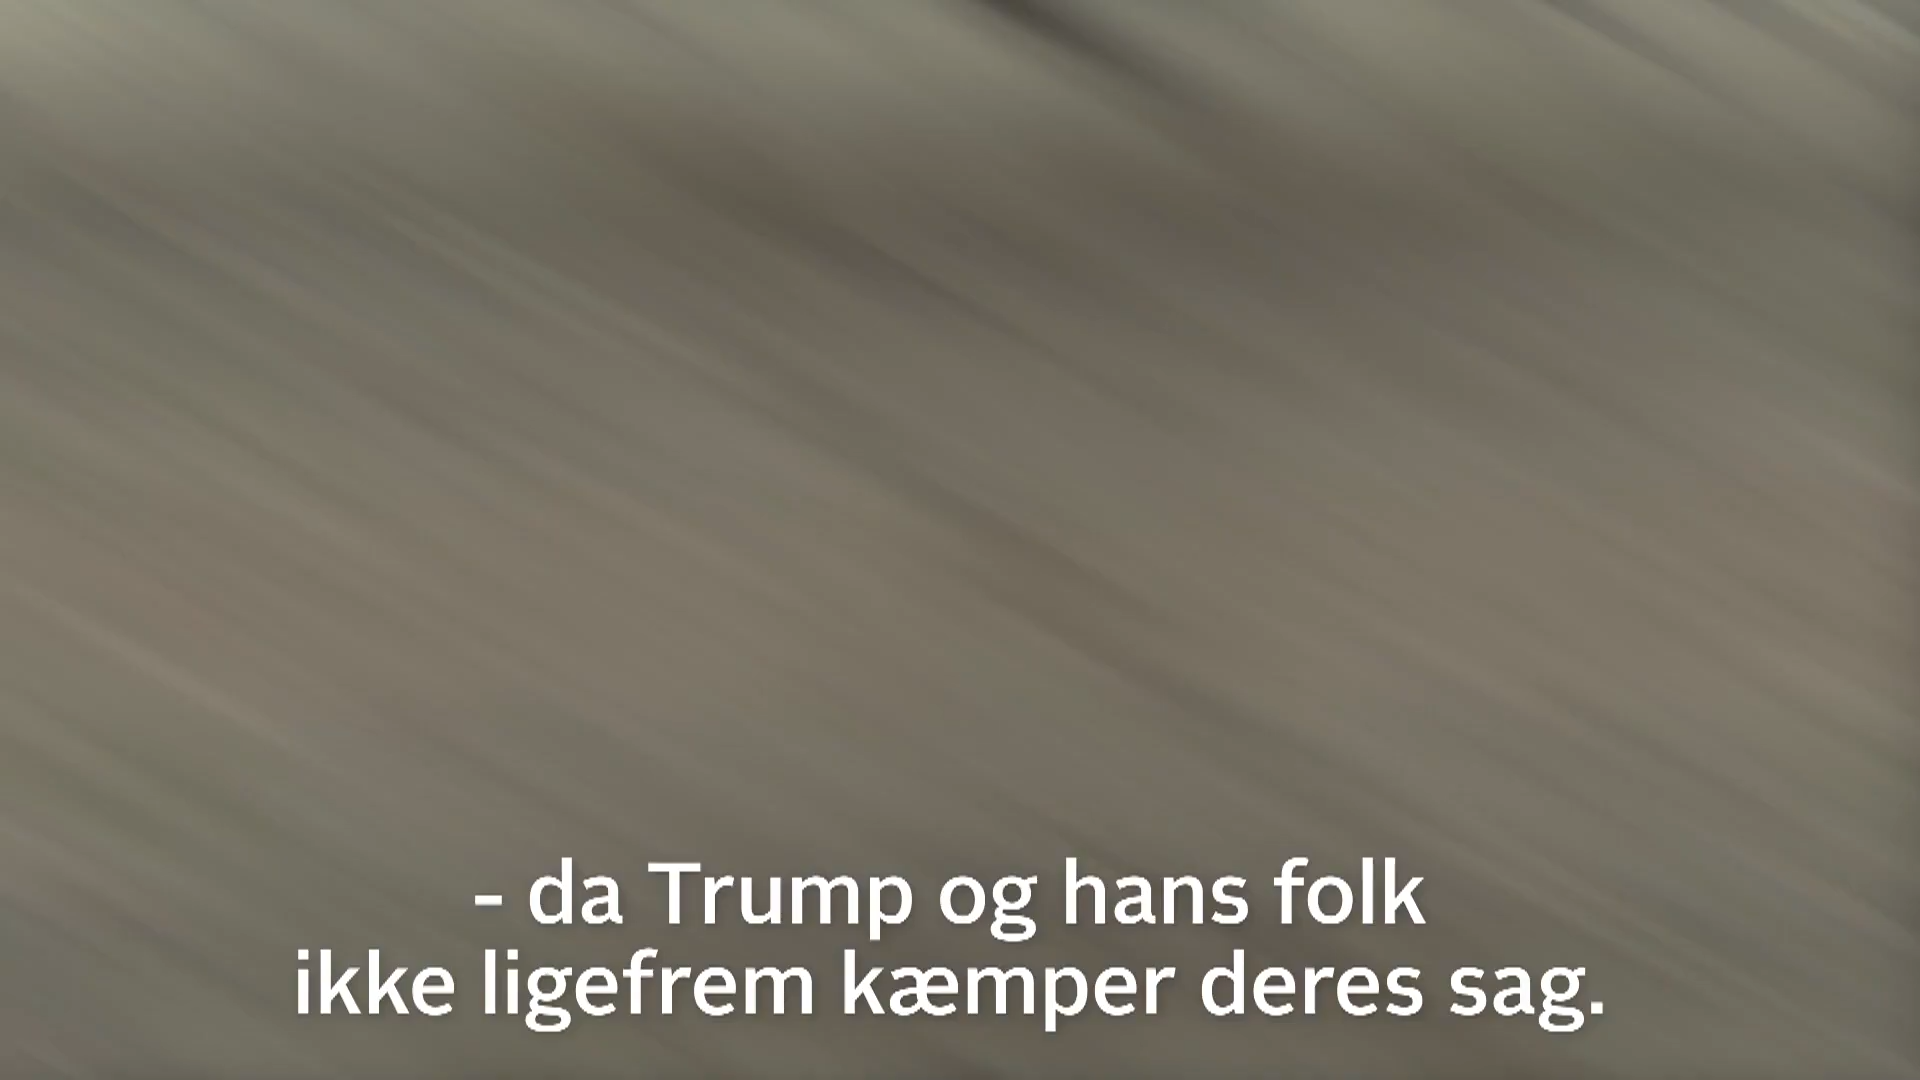 - da Trump og hans folk
ikke ligefrem kæmper deres sag.